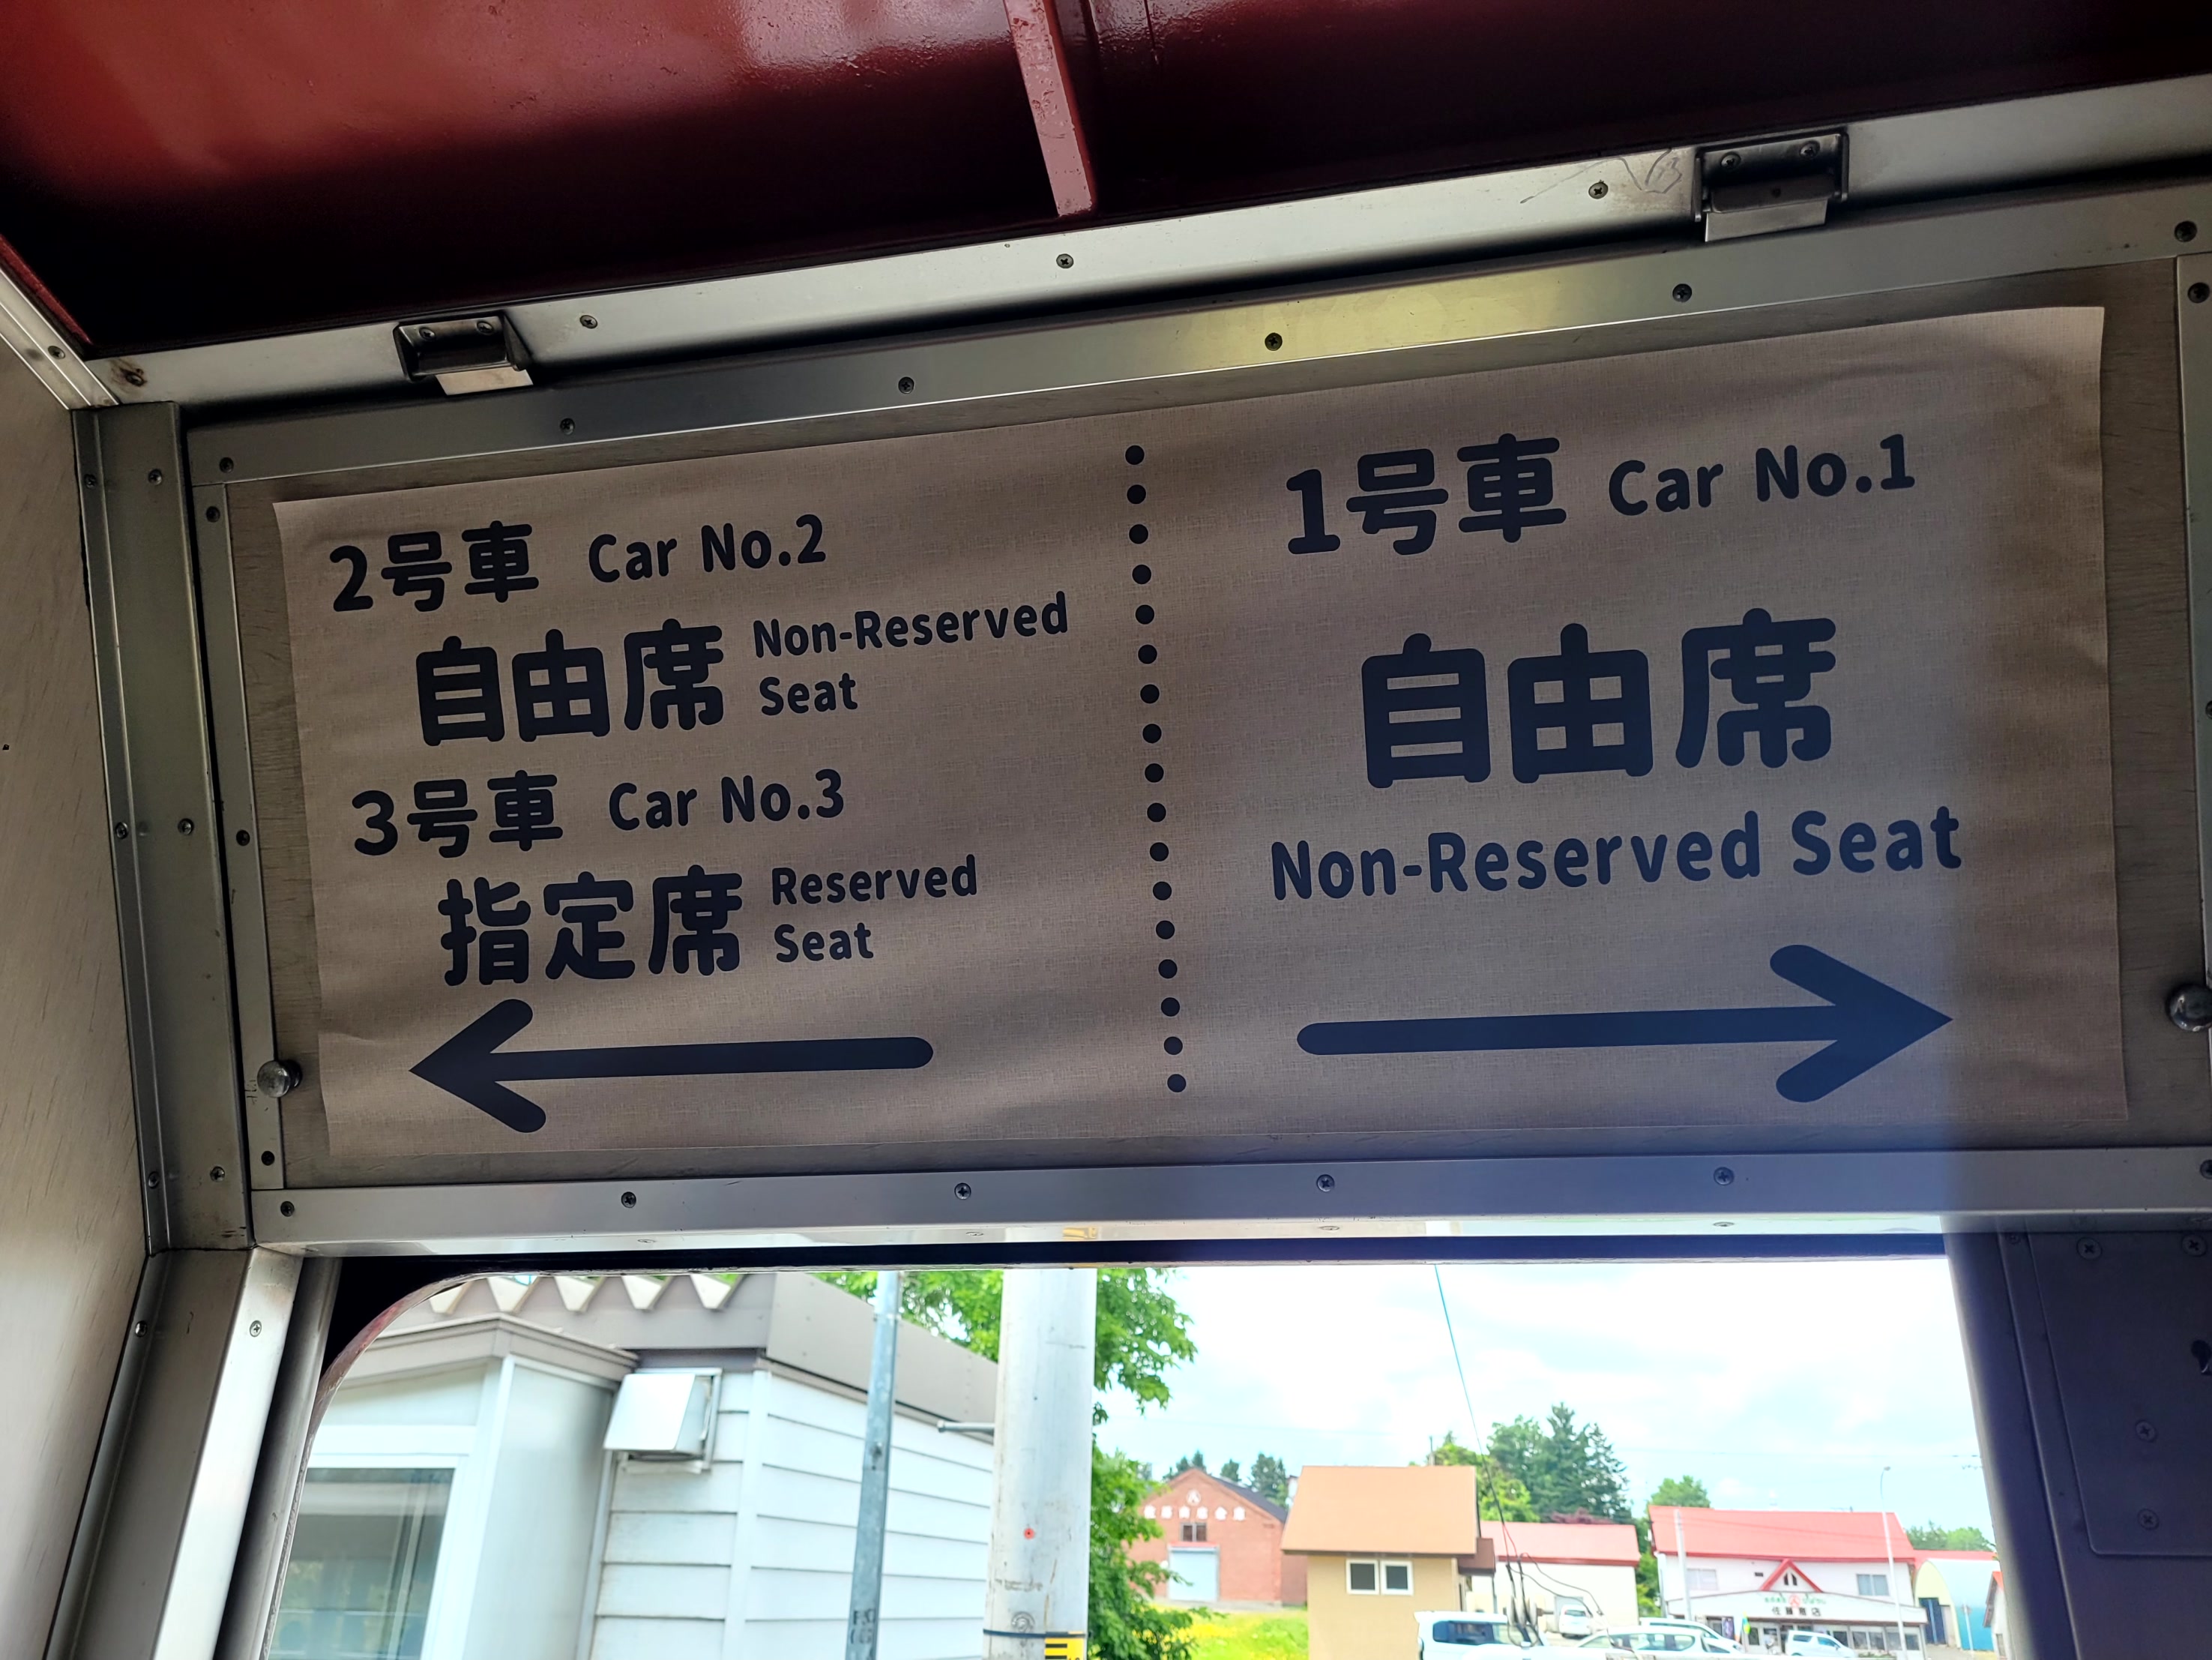 2号車 Car No.2
自由席 Non-Reserved
Seat
3号車 Car No.3
指定席 Reserved
Seat
1号車 Car No.1
自由席
Non-Reserved Seat